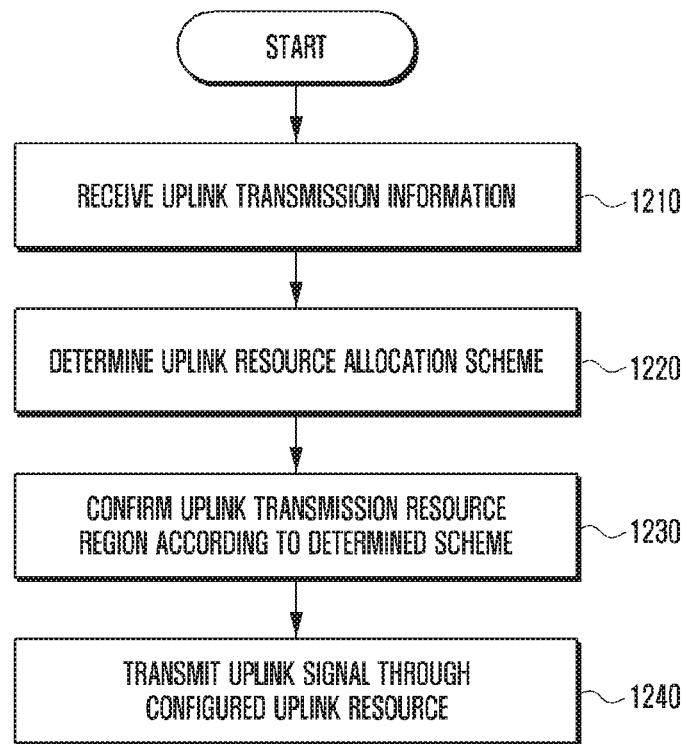 START
RECEIVE UPLINK TRANSMISSION INFORMATION
1210
DETERMINE UPLINK RESOURCE ALLOCATION SCHEME
1220
CONFIRM UPLINK TRANSMISSION RESOURCE
REGION ACCORDING TO DETERMINED SCHEME
1230
TRANSMIT UPLINK SIGNAL THROUGH
CONFIGURED UPLINK RESOURCE
1240